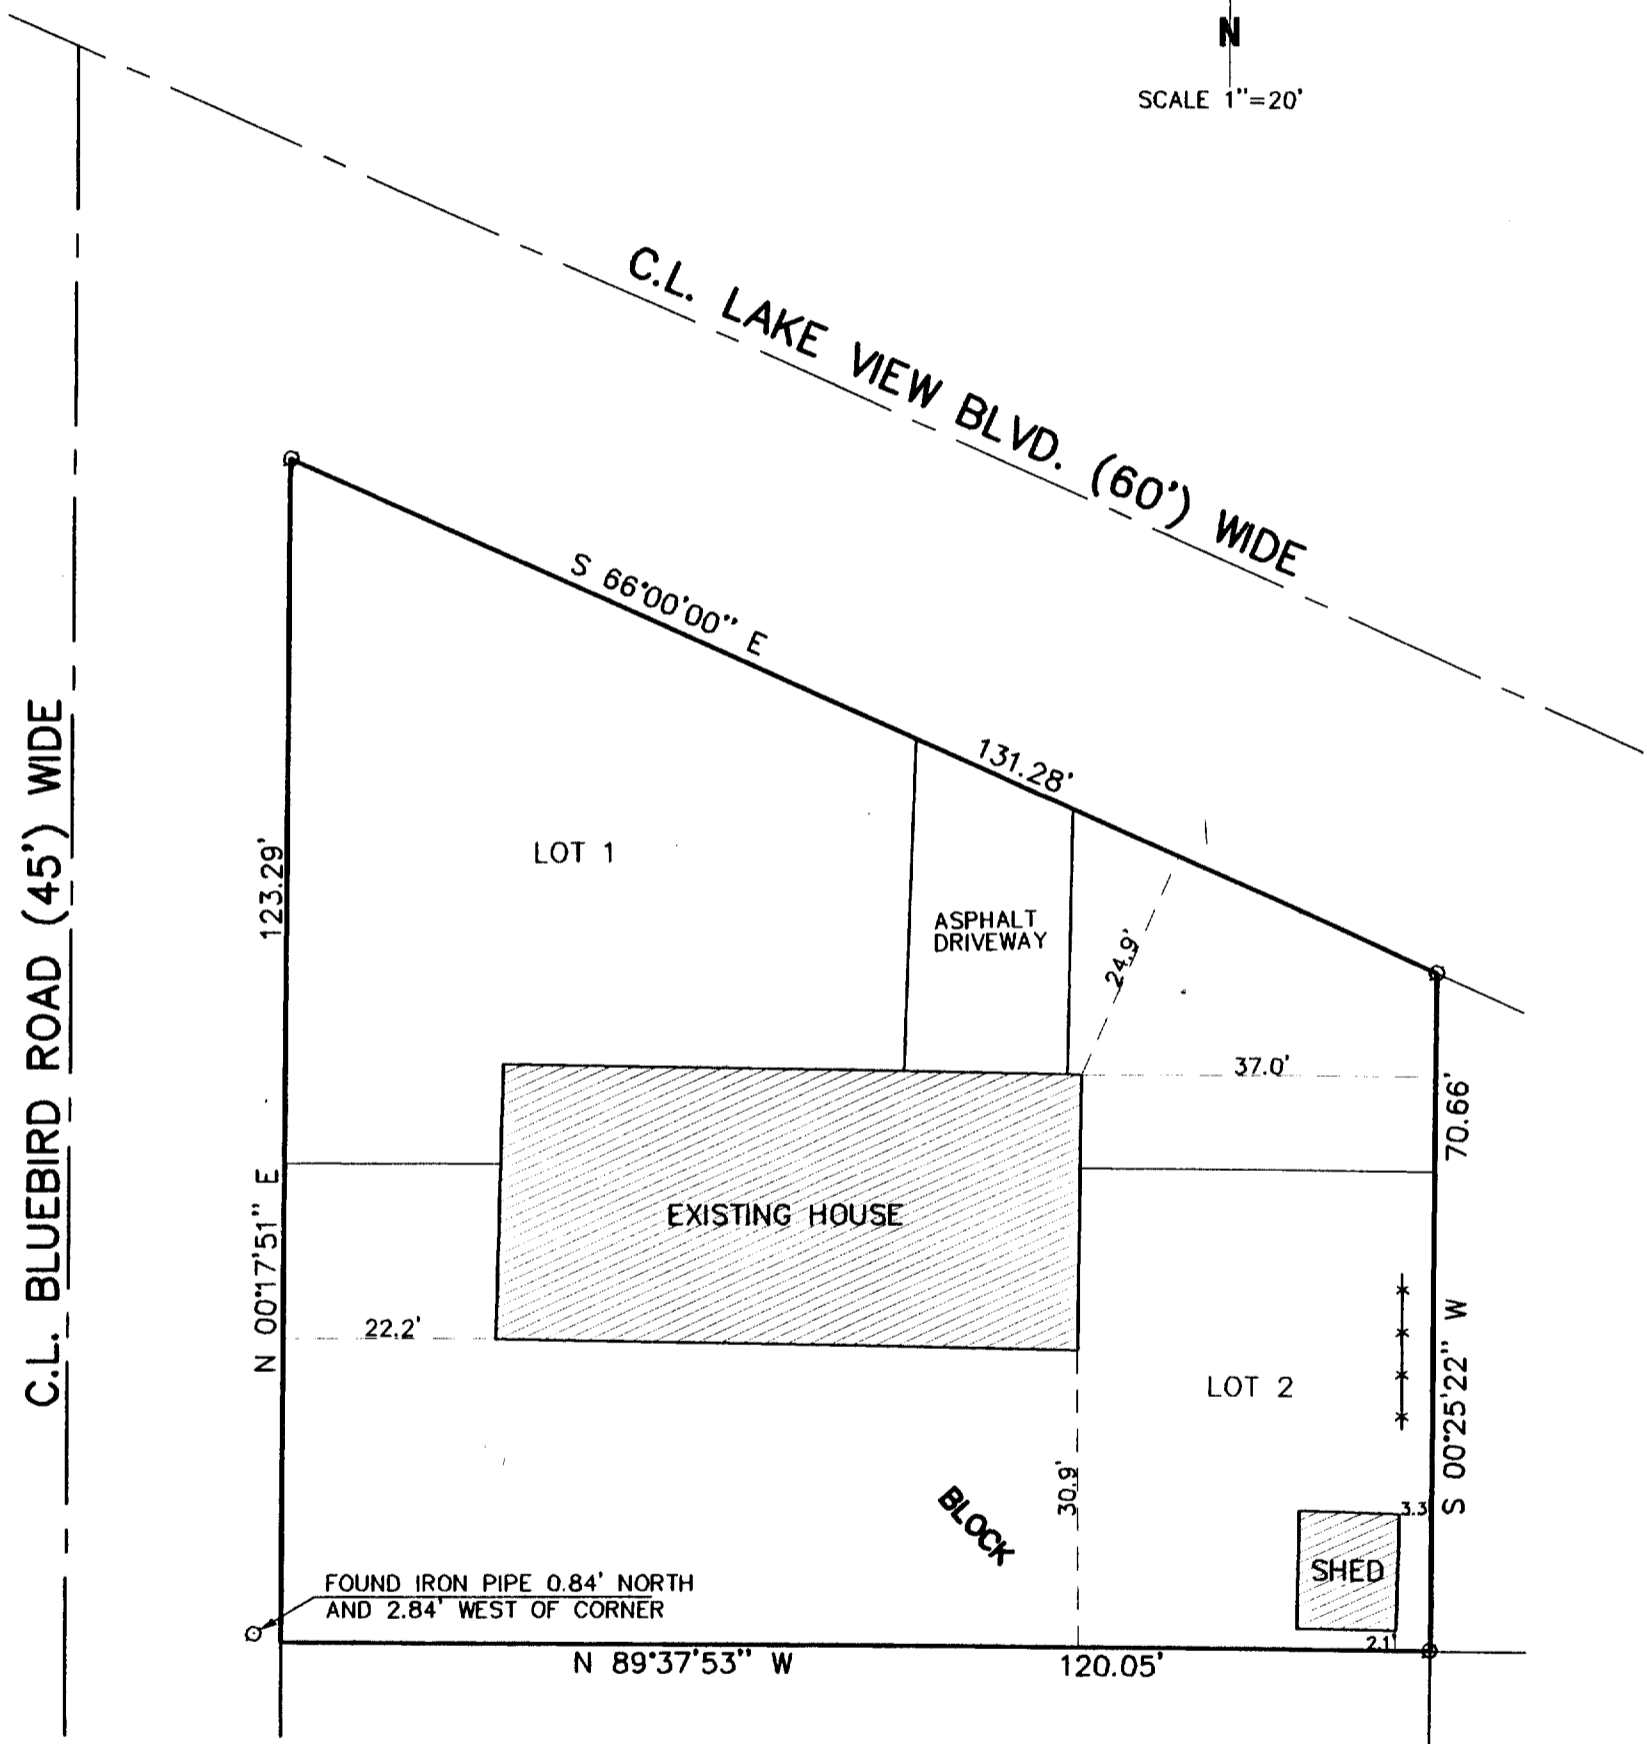 N
SCALE 1"=20'
C.L. LAKE VIEW BLVD. (60') WIDE
S 66°00'00" E
131.28'
C.L. BLUEBIRD ROAD (45') WIDE
123.29'
LOT 1
ASPHALT
DRIVEWAY
24.9'
37.0'
70.66'
N 00°17'51" E
EXISTING HOUSE
22.2'
LOT 2
S 00°25'22" W
30.9'
BLOCK
3.3
SHED
2.1'
FOUND IRON PIPE 0.84' NORTH
AND 2.84' WEST OF CORNER
N 89°37'53" W
120.05'